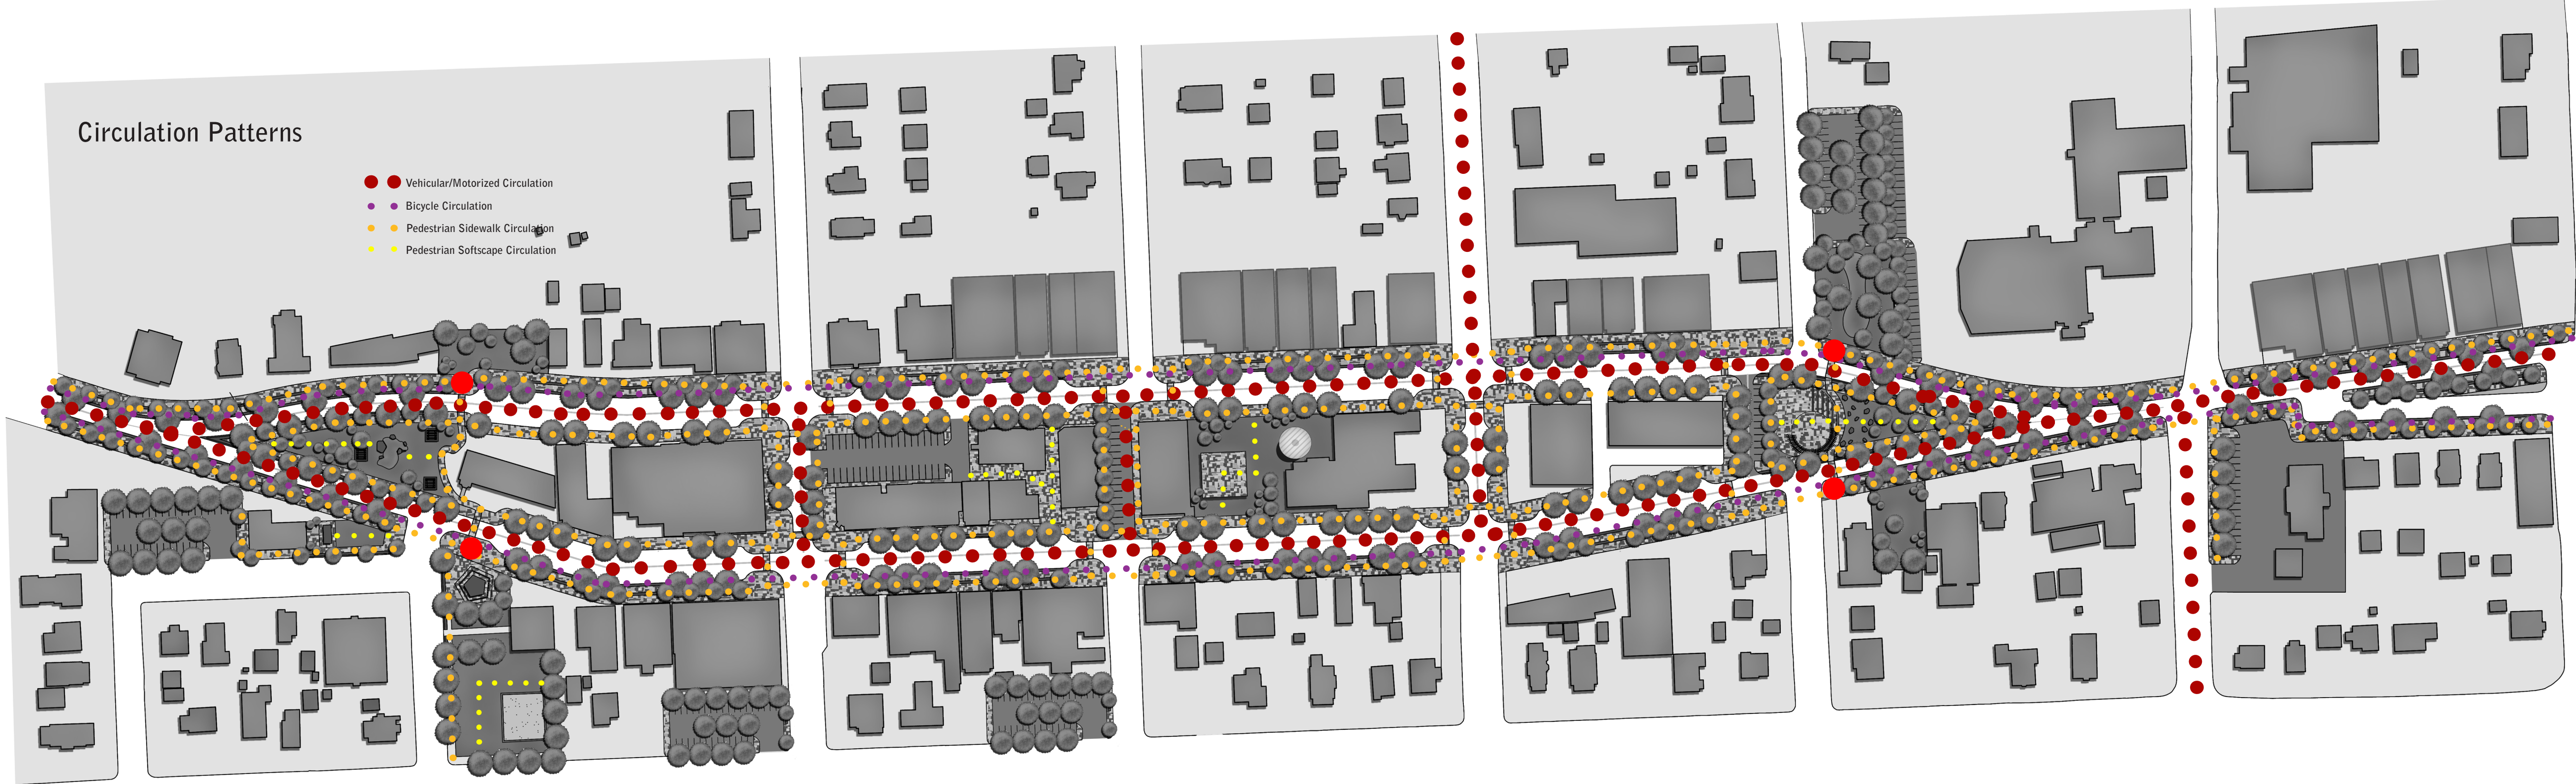 Circulation Patterns
Vehicular/Motorized Circulation
Bicycle Circulation
Pedestrian Sidewalk Circulation
Pedestrian Softscape Circulation